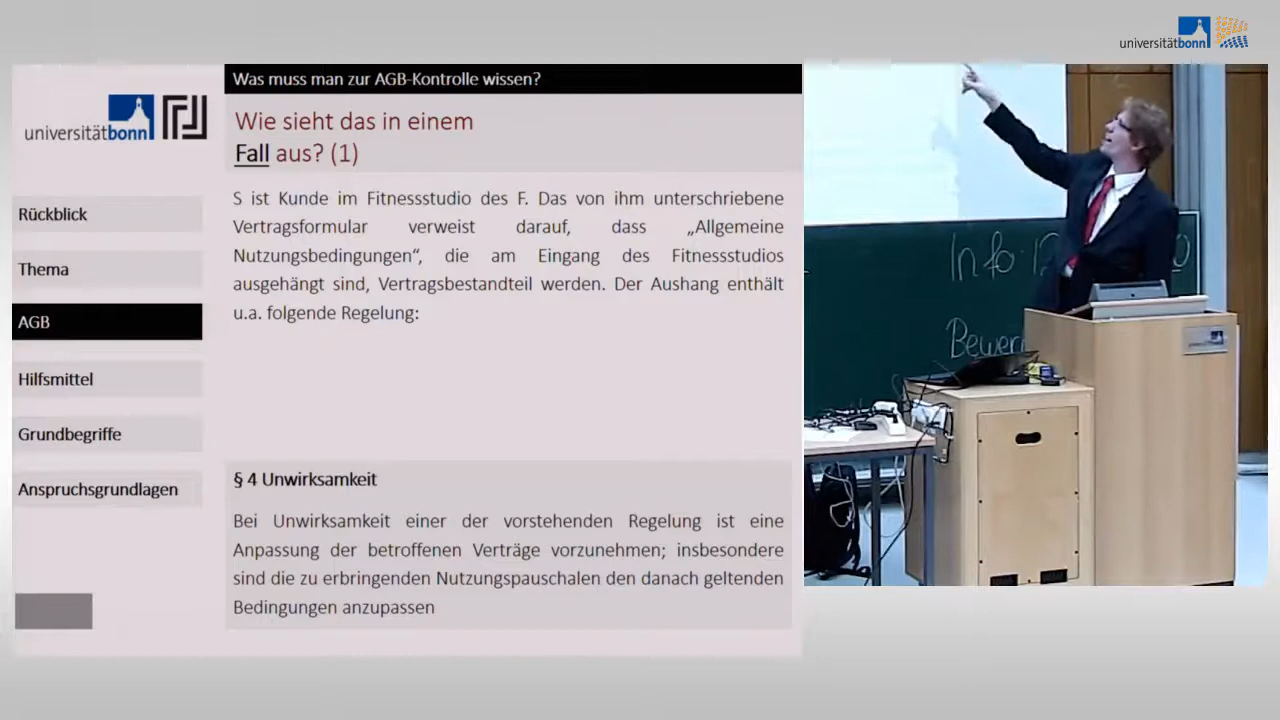 universitätbonn
Was muss man zur AGB-Kontrolle wissen?
universitätbonn
Wie sieht das in einem
Fall aus? (1)
Rückblick
Thema
AGB
Hilfsmittel
Grundbegriffe
Anspruchsgrundlagen
S ist Kunde im Fitnessstudio des F. Das von ihm unterschriebene
Vertragsformular verweist darauf, dass „Allgemeine
Nutzungsbedingungen“, die am Eingang des Fitnessstudios
ausgehängt sind, Vertragsbestandteil werden. Der Aushang enthält
u.a. folgende Regelung:
§ 4 Unwirksamkeit
Bei Unwirksamkeit einer der vorstehenden Regelung ist eine
Anpassung der betroffenen Verträge vorzunehmen; insbesondere
sind die zu erbringenden Nutzungspauschalen den danach geltenden
Bedingungen anzupassen
Info